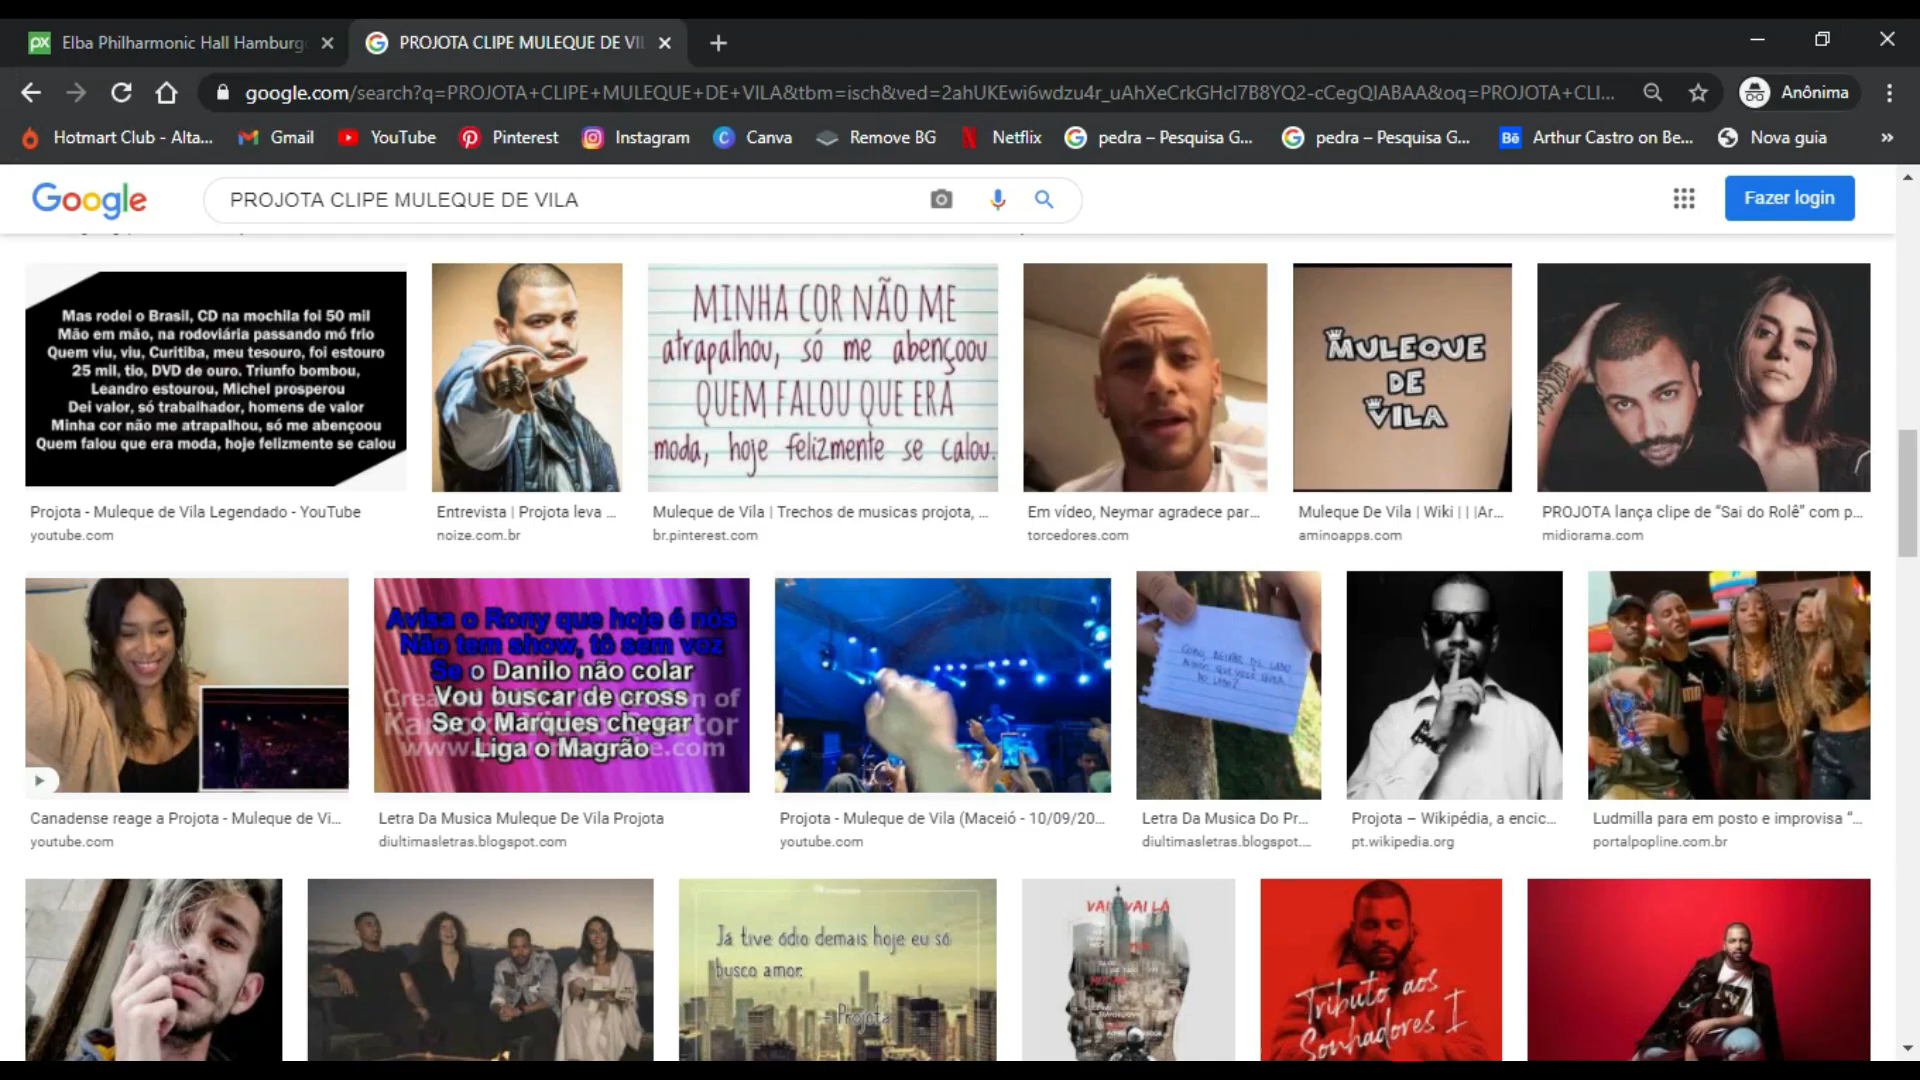 Elba Philharmonic Hall Hamburg
PROJOTA CLIPE MULEQUE DE VI
google.com/search?q=PROJOTA+CLIPE+MULEQUE+DE+VILA&tbm=isch&ved=2ahUKEwi6wdzu4r_uAhXeCrkGHcI7B8YQ2-cCegQIABAA&oq=PROJOTA+CLI...
Anônima
Hotmart Club - Alta...
Gmail
YouTube
Pinterest
Instagram
Canva
Remove BG
Netflix
pedra – Pesquisa G...
pedra – Pesquisa G...
Arthur Castro on Be...
Nova guia
Google
PROJOTA CLIPE MULEQUE DE VILA
Fazer login
Mas rodei o Brasil, CD na mochila foi 50 mil
Mão em mão, na rodoviária passando mó frio
Quem viu, viu, Curitiba, meu tesouro, foi estouro
25 mil, tio, DVD de ouro. Triunfo bombou,
Leandro estourou, Michel prosperou
Dei valor, só trabalhador, homens de valor
Minha cor não me atrapalhou, só me abençoou
Quem falou que era moda, hoje felizmente se calou
MINHA COR NÃO ME
atrapalhou, só me abençoou
QUEM FALOU QUE ERA
moda, hoje felizmente se calou.
MULEQUE
DE
VILA
Projota - Muleque de Vila Legendado - YouTube
youtube.com
Entrevista | Projota leva ...
noize.com.br
Muleque de Vila | Trechos de musicas projota, ...
br.pinterest.com
Em vídeo, Neymar agradece par...
torcedores.com
Muleque De Vila | Wiki | | |Ar...
aminoapps.com
PROJOTA lança clipe de “Sai do Rolê” com p...
midiorama.com
Avisa o Rony que hoje é nós
Não tem show, tô sem voz
Se o Danilo não colar
Vou buscar de cross
Se o Marques chegar
Liga o Magrão
Canadense reage a Projota - Muleque de Vi...
youtube.com
Letra Da Musica Muleque De Vila Projota
diultimasletras.blogspot.com
Projota - Muleque de Vila (Maceió - 10/09/20...
youtube.com
Letra Da Musica Do Pr...
diultimasletras.blogspot....
Projota – Wikipédia, a encic...
pt.wikipedia.org
Ludmilla para em posto e improvisa “...
portalpopline.com.br
Já tive ódio demais hoje eu só
busco amor.
- Projota
VAI VAI LÁ
Tributo aos
Sonhadores I